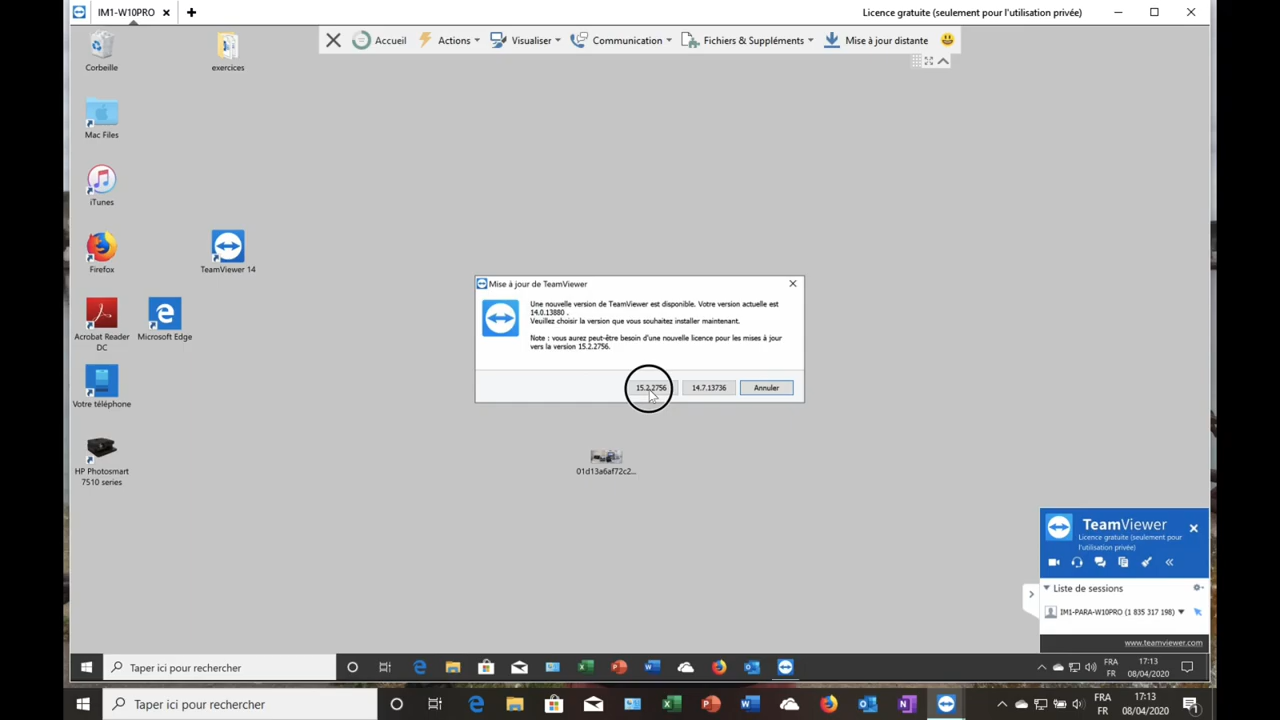 IM1-W10PRO
Licence gratuite (seulement pour l'utilisation privée)
Accueil
Actions
Visualiser
Communication
Fichiers & Suppléments
Mise à jour distante
Corbeille
exercices
Mac Files
iTunes
Firefox
TeamViewer 14
Acrobat Reader
DC
Microsoft Edge
Votre téléphone
HP Photosmart
7510 series
Mise à jour de TeamViewer
Une nouvelle version de TeamViewer est disponible. Votre version actuelle est
14.0.13880 .
Veuillez choisir la version que vous souhaitez installer maintenant.
Note : vous aurez peut-être besoin d'une nouvelle licence pour les mises à jour
vers la version 15.2.2756.
15.2.2756
14.7.13736
Annuler
01d13a6af72c2...
TeamViewer
Licence gratuite (seulement pour
l'utilisation privée)
Liste de sessions
IM1-PARA-W10PRO (1 835 317 198)
www.teamviewer.com
Taper ici pour rechercher
FRA
FR
17:13
08/04/2020
Taper ici pour rechercher
FRA
FR
17:13
08/04/2020
1